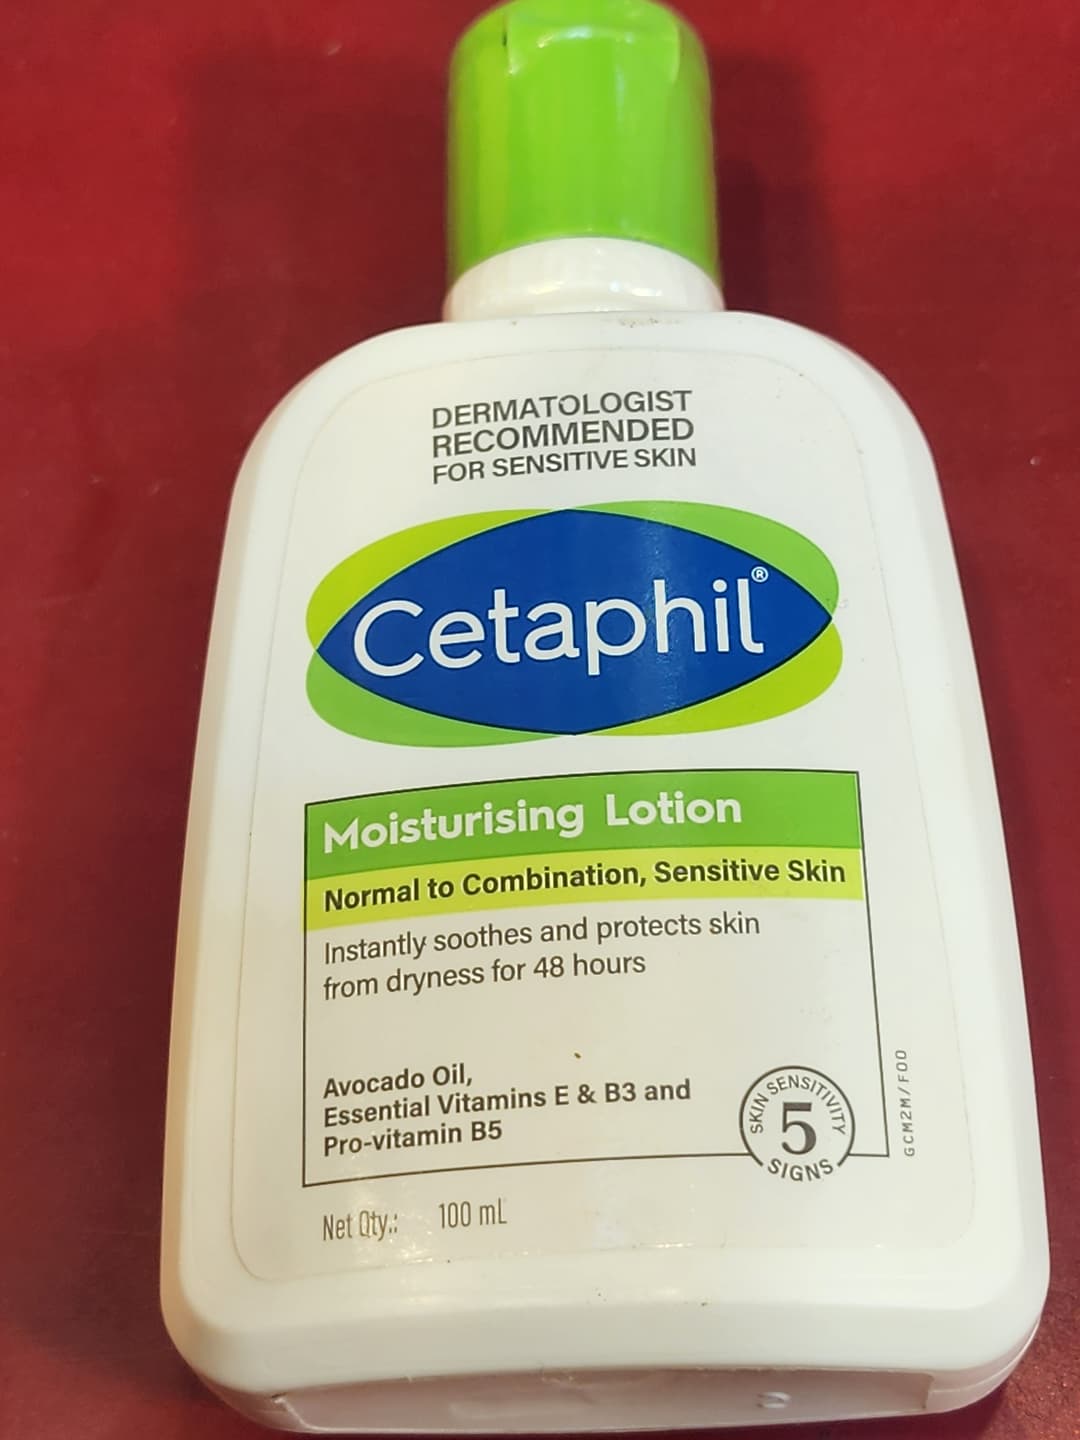 DERMATOLOGIST
RECOMMENDED
FOR SENSITIVE SKIN
Cetaphil®
Moisturising Lotion
Normal to Combination, Sensitive Skin
Instantly soothes and protects skin
from dryness for 48 hours
Avocado Oil,
Essential Vitamins E & B3 and
Pro-vitamin B5
SKIN SENSITIVITY
5
SIGNS
GCM2M/F00
Net Qty.: 100 mL